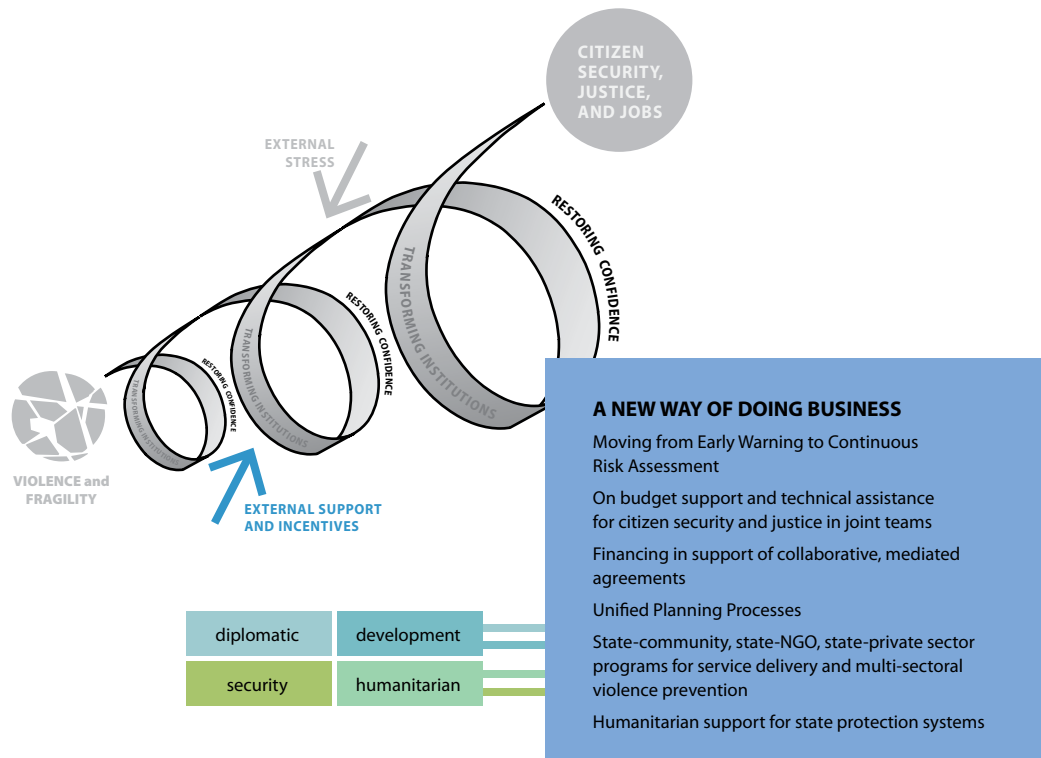 CITIZEN
SECURITY,
JUSTICE,
AND JOBS
EXTERNAL
STRESS
RESTORING CONFIDENCE
TRANSFORMING INSTITUTIONS
RESTORING CONFIDENCE
TRANSFORMING INSTITUTIONS
RESTORING CONFIDENCE
TRANSFORMING INSTITUTIONS
VIOLENCE and
FRAGILITY
EXTERNAL SUPPORT
AND INCENTIVES
A NEW WAY OF DOING BUSINESS
Moving from Early Warning to Continuous
Risk Assessment
On budget support and technical assistance
for citizen security and justice in joint teams
Financing in support of collaborative, mediated
agreements
Unified Planning Processes
State-community, state-NGO, state-private sector
programs for service delivery and multi-sectoral
violence prevention
Humanitarian support for state protection systems
diplomatic
development
security
humanitarian